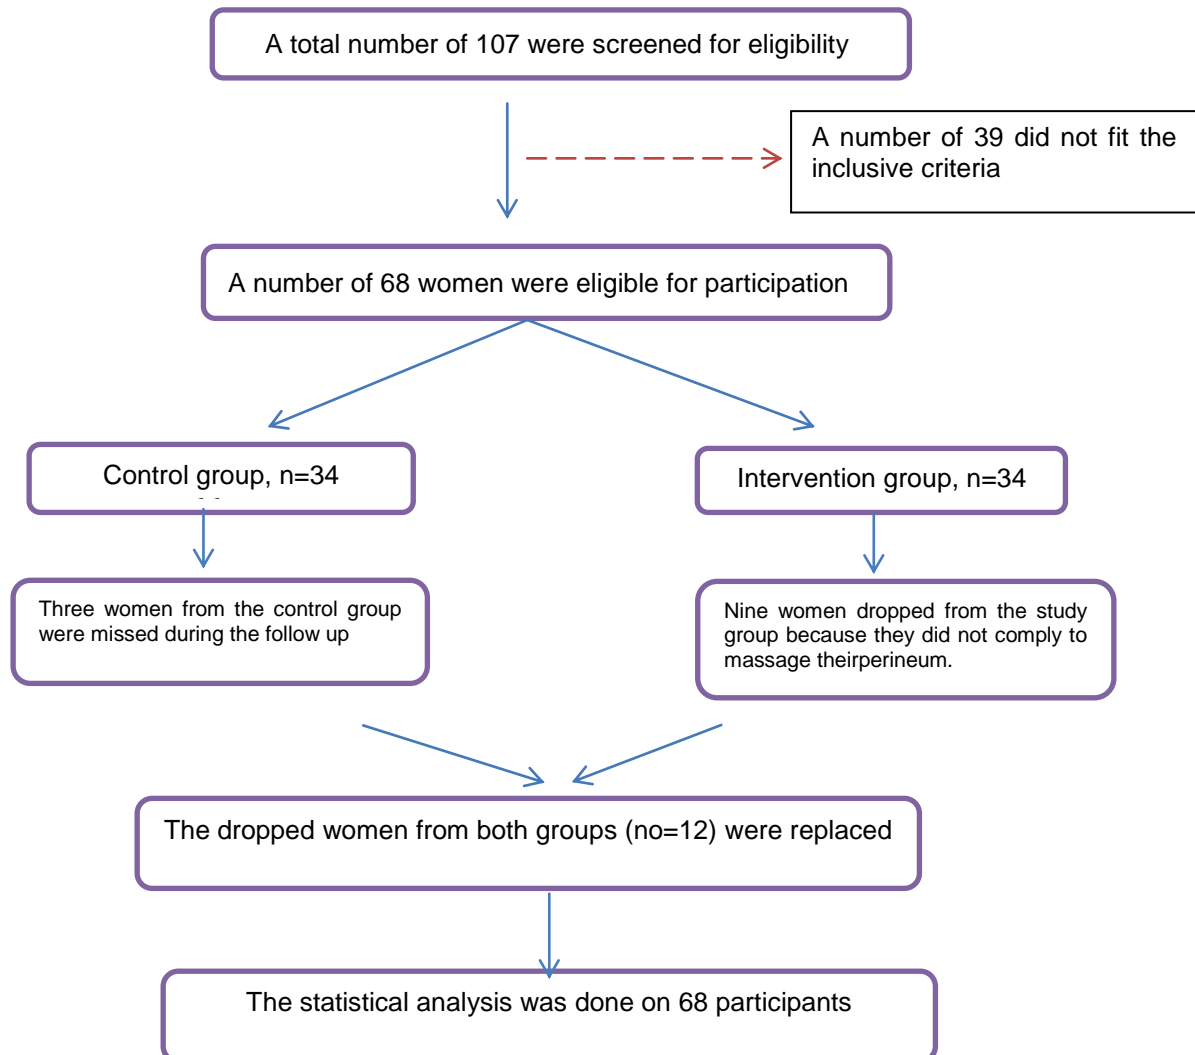 A total number of 107 were screened for eligibility
A number of 39 did not fit the
inclusive criteria
A number of 68 women were eligible for participation
Control group, n=34
Intervention group, n=34
Three women from the control group
were missed during the follow up
Nine women dropped from the study
group because they did not comply to
massage theirperineum.
The dropped women from both groups (no=12) were replaced
The statistical analysis was done on 68 participants